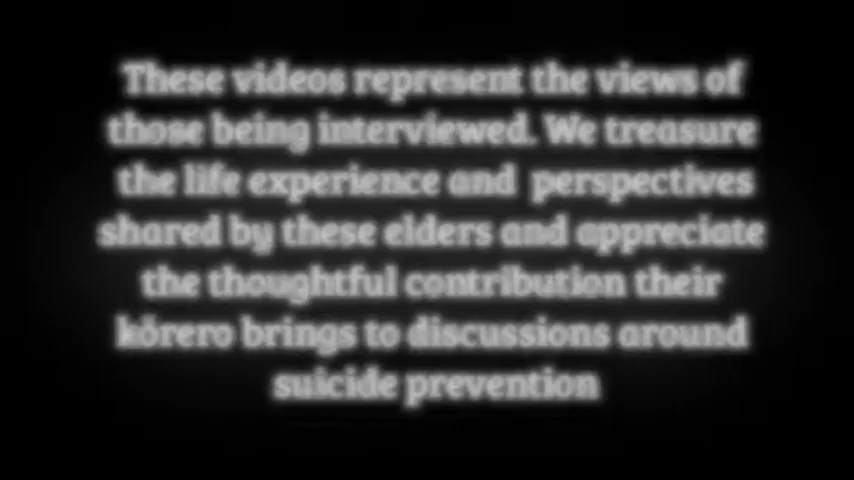 These videos represent the views of
those being interviewed. We treasure
the life experience and perspectives
shared by these elders and appreciate
the thoughtful contribution their
kōrero brings to discussions around
suicide prevention